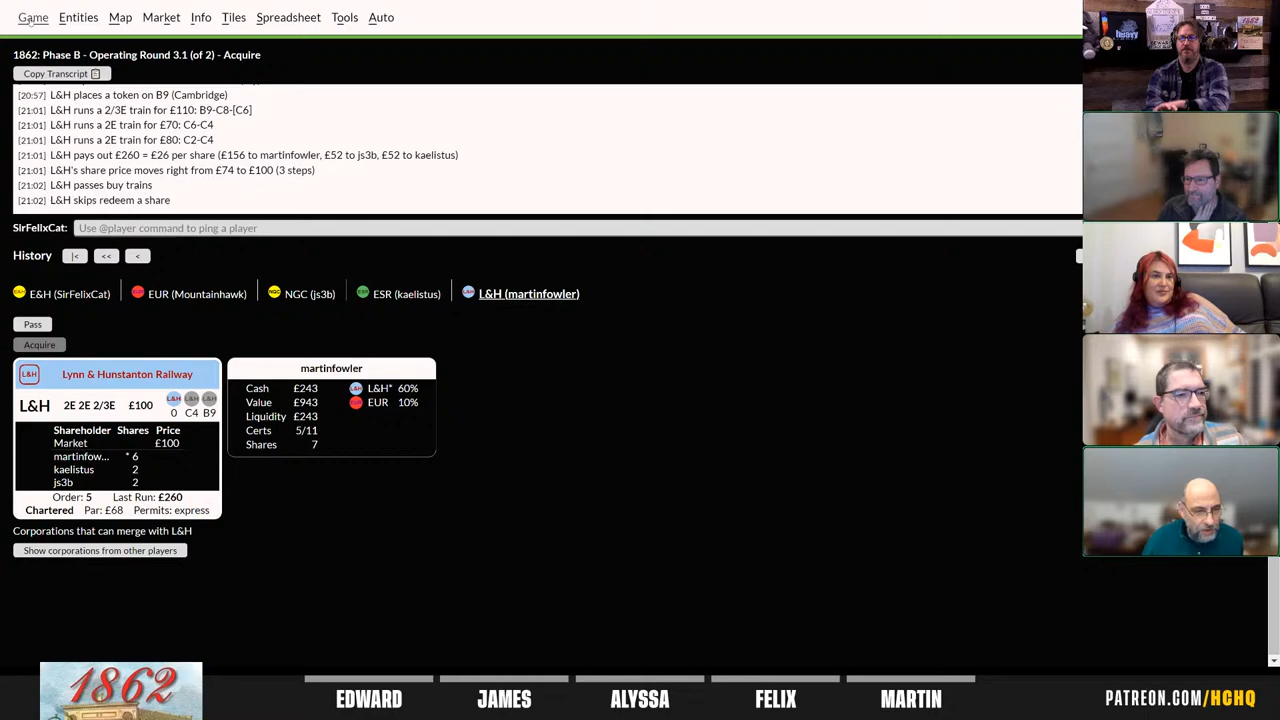 Game Entities Map Market Info Tiles Spreadsheet Tools Auto
1862: Phase B - Operating Round 3.1 (of 2) - Acquire
Copy Transcript
[20:57] L&H places a token on B9 (Cambridge)
[21:01] L&H runs a 2/3E train for £110: B9-C8-[C6]
[21:01] L&H runs a 2E train for £70: C6-C4
[21:01] L&H runs a 2E train for £80: C2-C4
[21:01] L&H pays out £260 = £26 per share (£156 to martinfowler, £52 to js3b, £52 to kaelistus)
[21:01] L&H's share price moves right from £74 to £100 (3 steps)
[21:02] L&H passes buy trains
[21:02] L&H skips redeem a share
SirFelixCat: Use @player command to ping a player
History |< << <
E&H (SirFelixCat) EUR (Mountainhawk) NGC (js3b) ESR (kaelistus) L&H (martinfowler)
Pass
Acquire
L&H Lynn & Hunstanton Railway
L&H 2E 2E 2/3E £100 0 C4 B9
Shareholder Shares Price
Market £100
martinfow... * 6
kaelistus 2
js3b 2
Order: 5 Last Run: £260
Chartered Par: £68 Permits: express
martinfowler
Cash £243 L&H* 60%
Value £943 EUR 10%
Liquidity £243
Certs 5/11
Shares 7
Corporations that can merge with L&H
Show corporations from other players
1862
EDWARD JAMES ALYSSA FELIX MARTIN
PATREON.COM/HCHQ